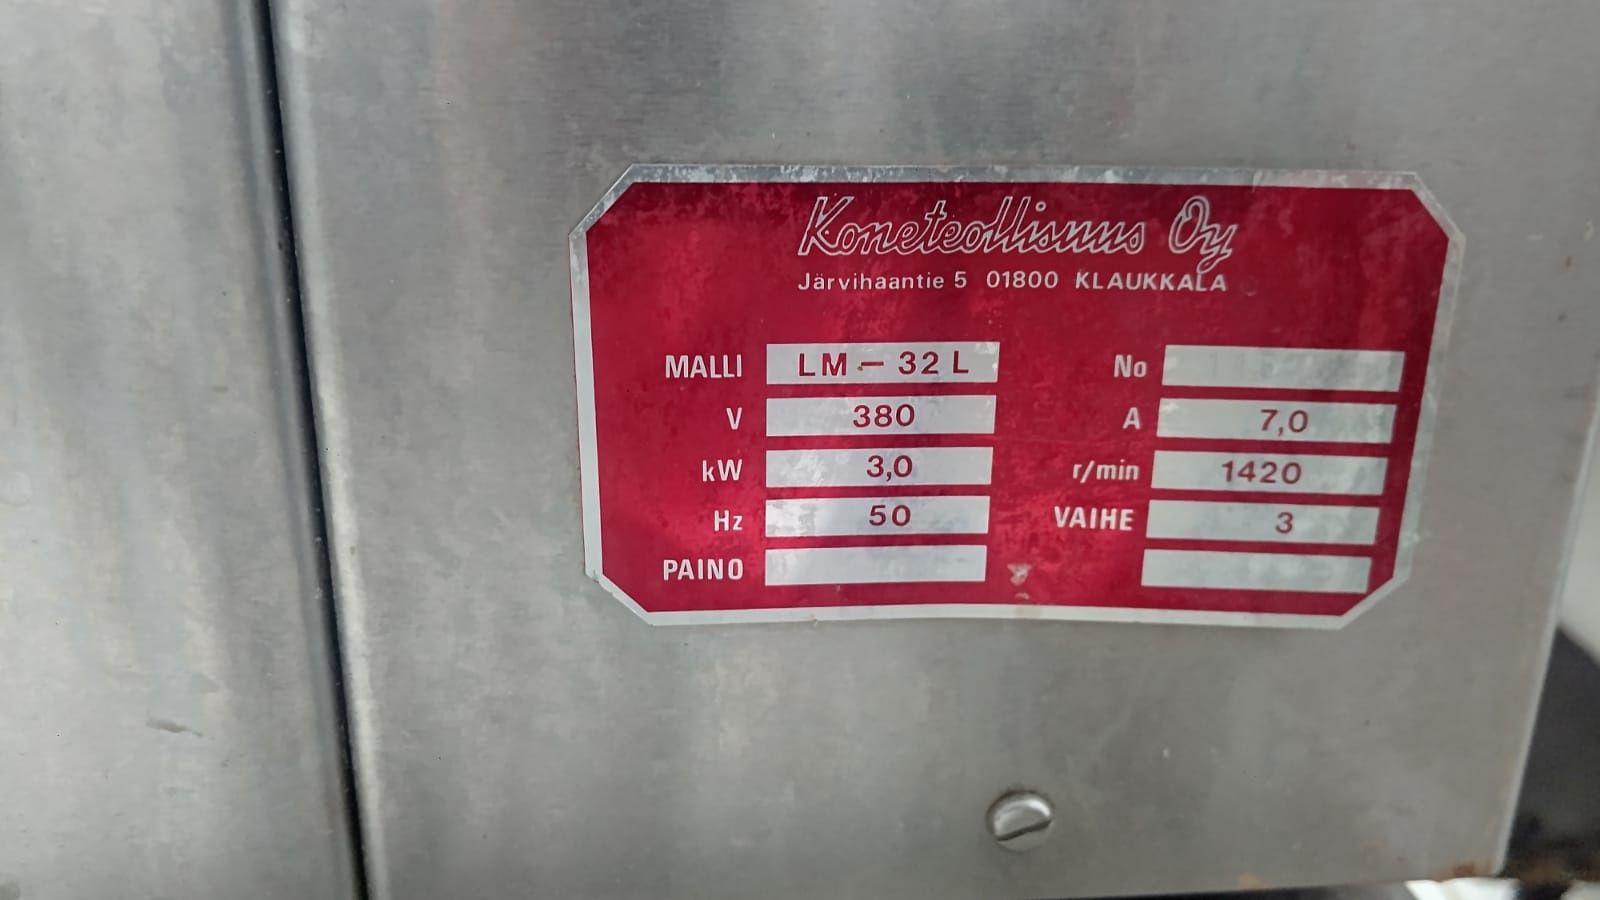 Koneteollisuus Oy
Järvihaantie 5 01800 KLAUKKALA
MALLI LM - 32 L No
V 380 A 7,0
kW 3,0 r/min 1420
Hz 50 VAIHE 3
PAINO